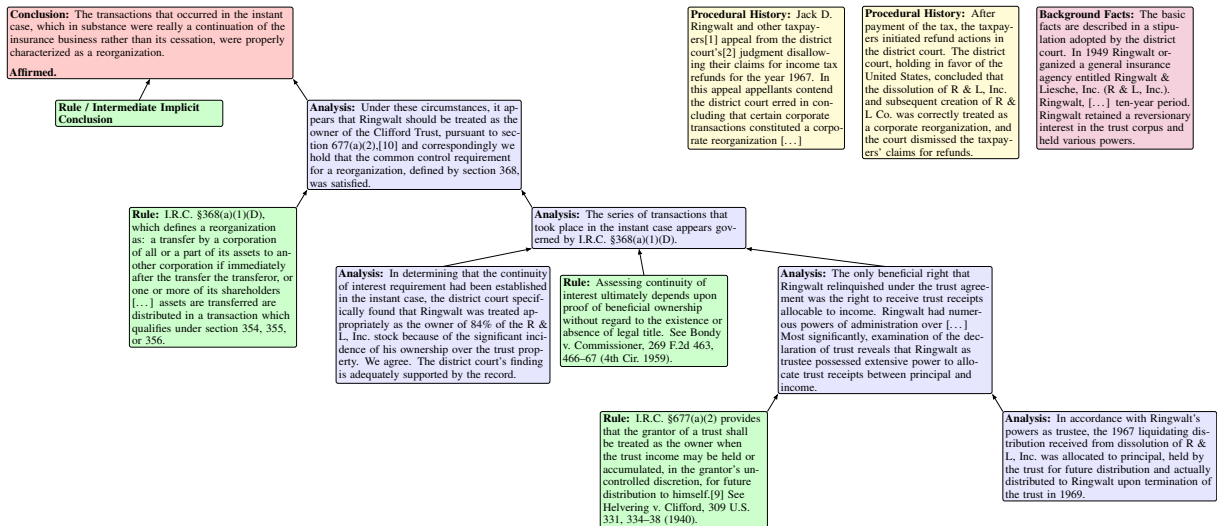 Conclusion: The transactions that occurred in the instant
case, which in substance were really a continuation of the
insurance business rather than its cessation, were properly
characterized as a reorganization.
Affirmed.
Procedural History: Jack D.
Ringwalt and other taxpay-
ers[1] appeal from the district
court's[2] judgment disallow-
ing their claims for income tax
refunds for the year 1967. In
this appeal appellants contend
the district court erred in con-
cluding that certain corporate
transactions constituted a corpo-
rate reorganization [...]
Procedural History: After
payment of the tax, the taxpay-
ers initiated refund actions in
the district court. The district
court, holding in favor of the
United States, concluded that
the dissolution of R & L, Inc.
and subsequent creation of R &
L Co. was correctly treated as
a corporate reorganization, and
the court dismissed the taxpay-
ers' claims for refunds.
Background Facts: The basic
facts are described in a stipu-
lation adopted by the district
court. In 1949 Ringwalt or-
ganized a general insurance
agency entitled Ringwalt &
Liesche, Inc. (R & L, Inc.).
Ringwalt, [...] ten-year period.
Ringwalt retained a reversionary
interest in the trust corpus and
held various powers.
Rule / Intermediate Implicit
Conclusion
Analysis: Under these circumstances, it ap-
pears that Ringwalt should be treated as the
owner of the Clifford Trust, pursuant to sec-
tion 677(a)(2),[10] and correspondingly we
hold that the common control requirement
for a reorganization, defined by section 368,
was satisfied.
Rule: I.R.C. §368(a)(1)(D),
which defines a reorganization
as: a transfer by a corporation
of all or a part of its assets to an-
other corporation if immediately
after the transfer the transferor, or
one or more of its shareholders
[...] assets are transferred are
distributed in a transaction which
qualifies under section 354, 355,
or 356.
Analysis: The series of transactions that
took place in the instant case appears gov-
erned by I.R.C. §368(a)(1)(D).
Analysis: In determining that the continuity
of interest requirement had been established
in the instant case, the district court specif-
ically found that Ringwalt was treated ap-
propriately as the owner of 84% of the R &
L, Inc. stock because of the significant inci-
dence of his ownership over the trust prop-
erty. We agree. The district court's finding
is adequately supported by the record.
Rule: Assessing continuity of
interest ultimately depends upon
proof of beneficial ownership
without regard to the existence or
absence of legal title. See Bondy
v. Commissioner, 269 F.2d 463,
466–67 (4th Cir. 1959).
Analysis: The only beneficial right that
Ringwalt relinquished under the trust agree-
ment was the right to receive trust receipts
allocable to income. Ringwalt had numer-
ous powers of administration over [...]
Most significantly, examination of the dec-
laration of trust reveals that Ringwalt as
trustee possessed extensive power to allo-
cate trust receipts between principal and
income.
Rule: I.R.C. §677(a)(2) provides
that the grantor of a trust shall
be treated as the owner when
the trust income may be held or
accumulated, in the grantor's un-
controlled discretion, for future
distribution to himself.[9] See
Helvering v. Clifford, 309 U.S.
331, 334–38 (1940).
Analysis: In accordance with Ringwalt's
powers as trustee, the 1967 liquidating dis-
tribution received from dissolution of R &
L, Inc. was allocated to principal, held by
the trust for future distribution and actually
distributed to Ringwalt upon termination of
the trust in 1969.